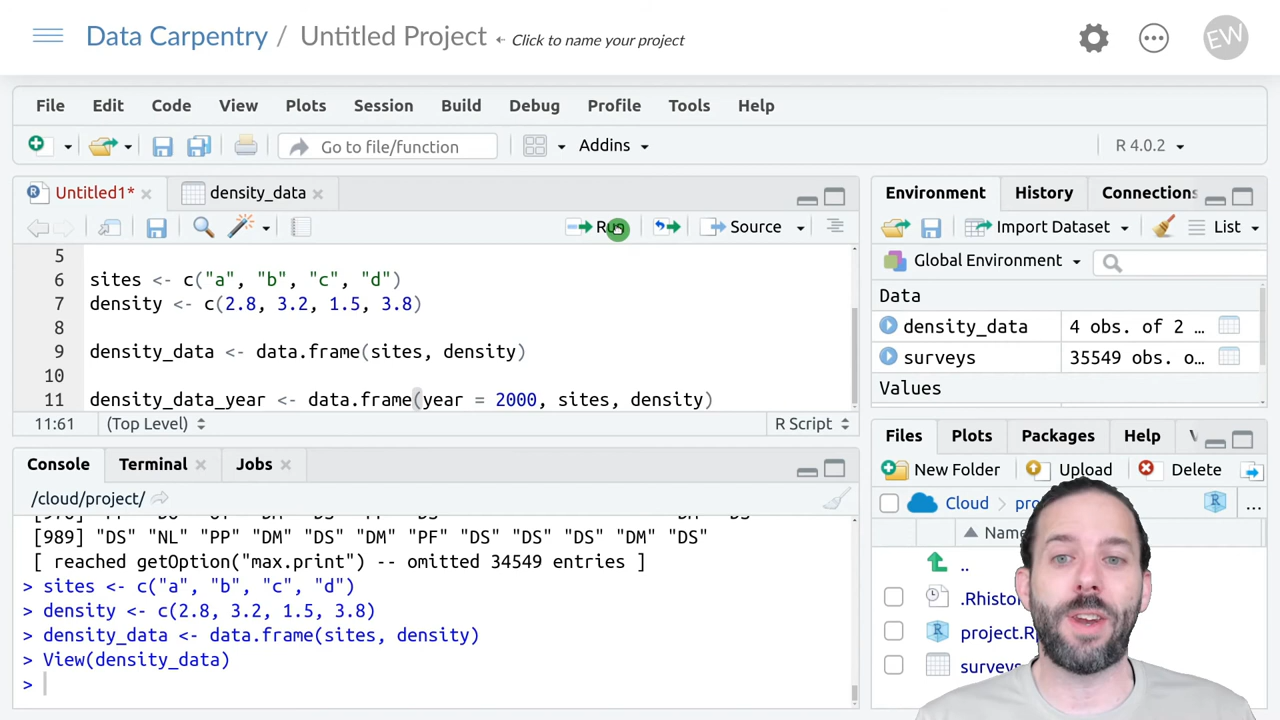 Data Carpentry / Untitled Project ← Click to name your project
EW
File Edit Code View Plots Session Build Debug Profile Tools Help
Go to file/function Addins R 4.0.2
Untitled1* density_data
Run Source
5
6 sites <- c("a", "b", "c", "d")
7 density <- c(2.8, 3.2, 1.5, 3.8)
8
9 density_data <- data.frame(sites, density)
10
11 density_data_year <- data.frame(year = 2000, sites, density)
11:61 (Top Level) R Script
Console Terminal Jobs
/cloud/project/
[989] "DS" "NL" "PP" "DM" "DS" "DM" "PF" "DS" "DS" "DS" "DM" "DS"
[ reached getOption("max.print") -- omitted 34549 entries ]
> sites <- c("a", "b", "c", "d")
> density <- c(2.8, 3.2, 1.5, 3.8)
> density_data <- data.frame(sites, density)
> View(density_data)
>
Environment History Connections
Import Dataset List
Global Environment
Data
density_data 4 obs. of 2 …
surveys 35549 obs. o…
Values
Files Plots Packages Help
New Folder Upload Delete
Cloud
Name
..
.Rhist
project.R
surveys